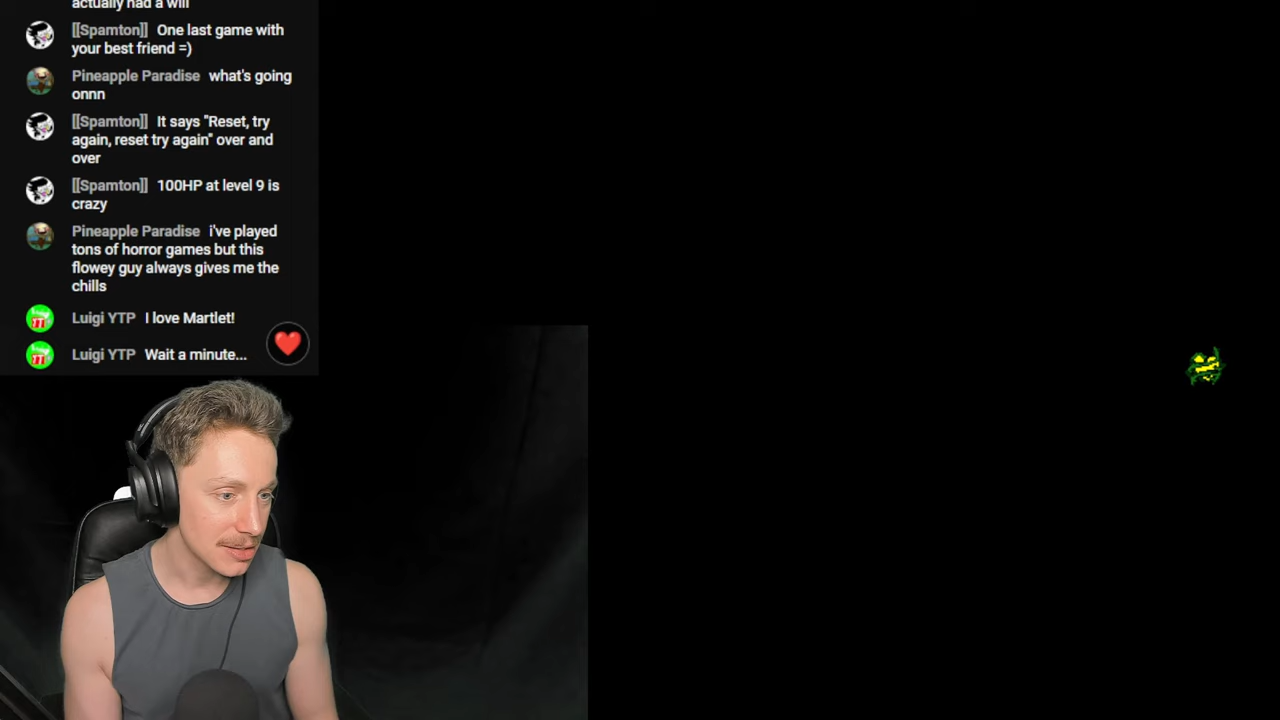 actually had a will
[[Spamton]] One last game with
your best friend =)
Pineapple Paradise what's going
onnn
[[Spamton]] It says "Reset, try
again, reset try again" over and
over
[[Spamton]] 100HP at level 9 is
crazy
Pineapple Paradise i've played
tons of horror games but this
flowey guy always gives me the
chills
Luigi YTP I love Martlet!
Luigi YTP Wait a minute...